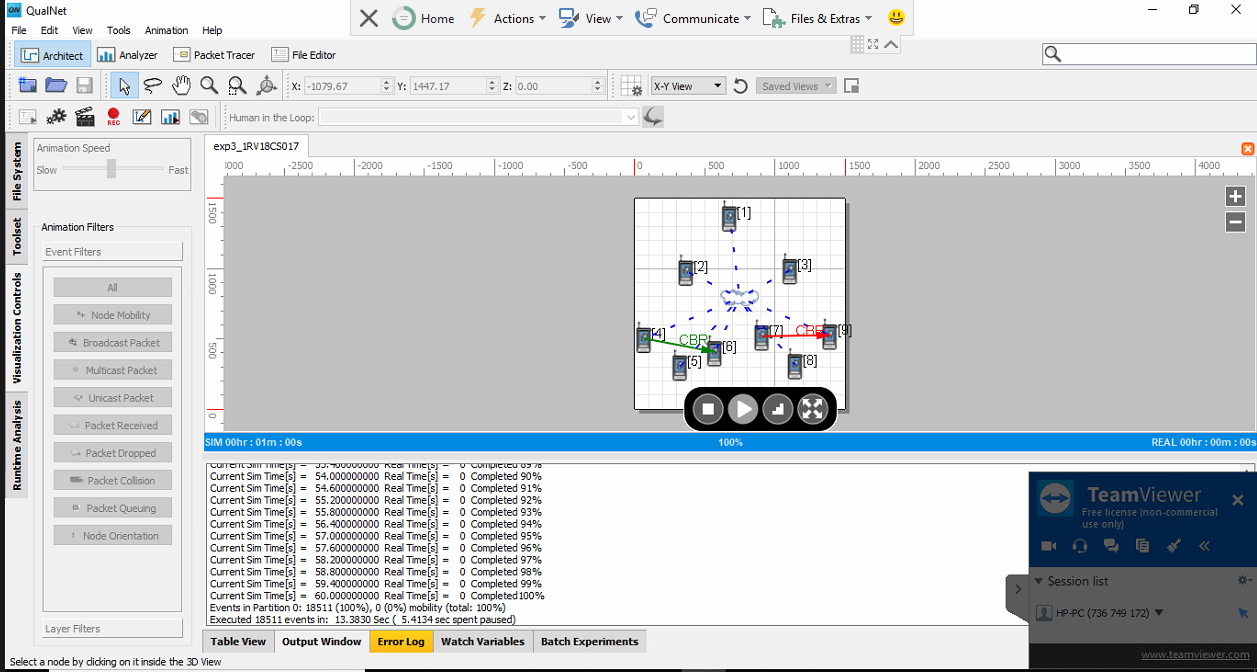 QN QualNet
File Edit View Tools Animation Help
Home Actions View Communicate Files & Extras
Architect Analyzer Packet Tracer File Editor
X: -1079.67 Y: 1447.17 Z: 0.00 X-Y View Saved Views
REC Human in the Loop:
File System
Toolset
Visualization Controls
Runtime Analysis
Animation Speed
Slow Fast
Animation Filters
Event Filters
All
Node Mobility
Broadcast Packet
Multicast Packet
Unicast Packet
Packet Received
Packet Dropped
Packet Collision
Packet Queuing
Node Orientation
Layer Filters
exp3_1RV18CS017
3000 -2500 -2000 -1500 -1000 -500 0 500 1000 1500 2000 2500 3000 3500 4000
1500
1000
500
0
[1]
[2] [3]
[4] CBR [6] [7] CBR [9]
[5] [8]
SIM 00hr : 01m : 00s 100% REAL 00hr : 00m : 00s
Current Sim Time[s] = 53.400000000 Real Time[s] = 0 Completed 89%
Current Sim Time[s] = 54.000000000 Real Time[s] = 0 Completed 90%
Current Sim Time[s] = 54.600000000 Real Time[s] = 0 Completed 91%
Current Sim Time[s] = 55.200000000 Real Time[s] = 0 Completed 92%
Current Sim Time[s] = 55.800000000 Real Time[s] = 0 Completed 93%
Current Sim Time[s] = 56.400000000 Real Time[s] = 0 Completed 94%
Current Sim Time[s] = 57.000000000 Real Time[s] = 0 Completed 95%
Current Sim Time[s] = 57.600000000 Real Time[s] = 0 Completed 96%
Current Sim Time[s] = 58.200000000 Real Time[s] = 0 Completed 97%
Current Sim Time[s] = 58.800000000 Real Time[s] = 0 Completed 98%
Current Sim Time[s] = 59.400000000 Real Time[s] = 0 Completed 99%
Current Sim Time[s] = 60.000000000 Real Time[s] = 0 Completed100%
Events in Partition 0: 18511 (100%), 0 (0%) mobility (total: 100%)
Executed 18511 events in: 13.3830 Sec ( 5.4134 sec spent paused)
Table View Output Window Error Log Watch Variables Batch Experiments
Select a node by clicking on it inside the 3D View
TeamViewer
Free license (non-commercial
use only)
Session list
HP-PC (736 749 172)
www.teamviewer.com